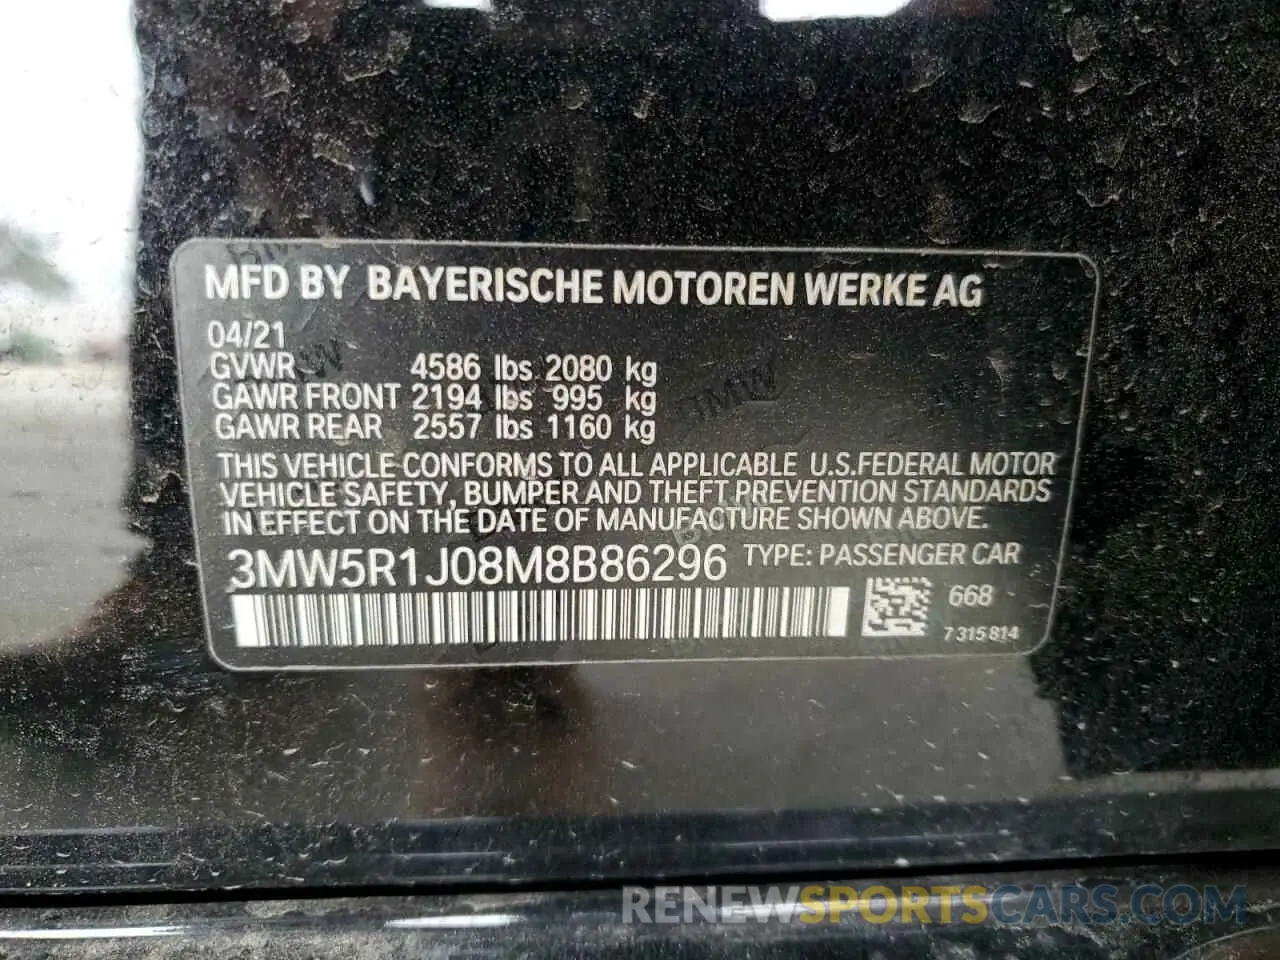 MFD BY BAYERISCHE MOTOREN WERKE AG
04/21
GVWR 4586 lbs 2080 kg
GAWR FRONT 2194 lbs 995 kg
GAWR REAR 2557 lbs 1160 kg
THIS VEHICLE CONFORMS TO ALL APPLICABLE U.S.FEDERAL MOTOR
VEHICLE SAFETY, BUMPER AND THEFT PREVENTION STANDARDS
IN EFFECT ON THE DATE OF MANUFACTURE SHOWN ABOVE.
3MW5R1J08M8B86296 TYPE: PASSENGER CAR
668
7 315 814
RENEWSPORTSCARS.COM